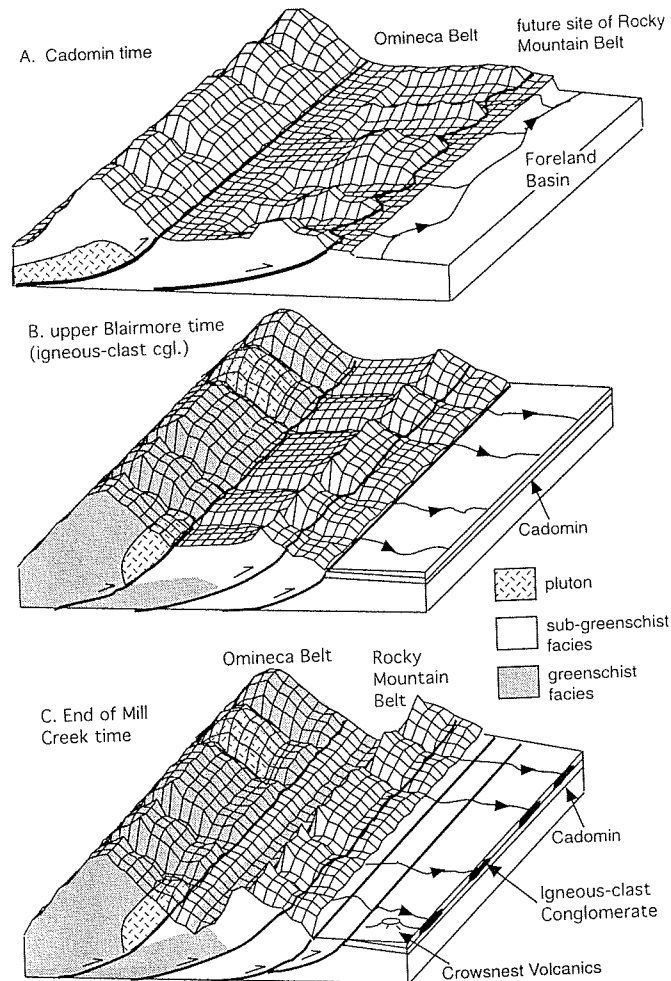 A. Cadomin time
Omineca Belt
future site of Rocky
Mountain Belt
Foreland
Basin
B. upper Blairmore time
(igneous-clast cgl.)
Cadomin
pluton
sub-greenschist
facies
greenschist
facies
Omineca Belt
Rocky
Mountain
Belt
C. End of Mill
Creek time
Cadomin
Igneous-clast
Conglomerate
Crowsnest Volcanics